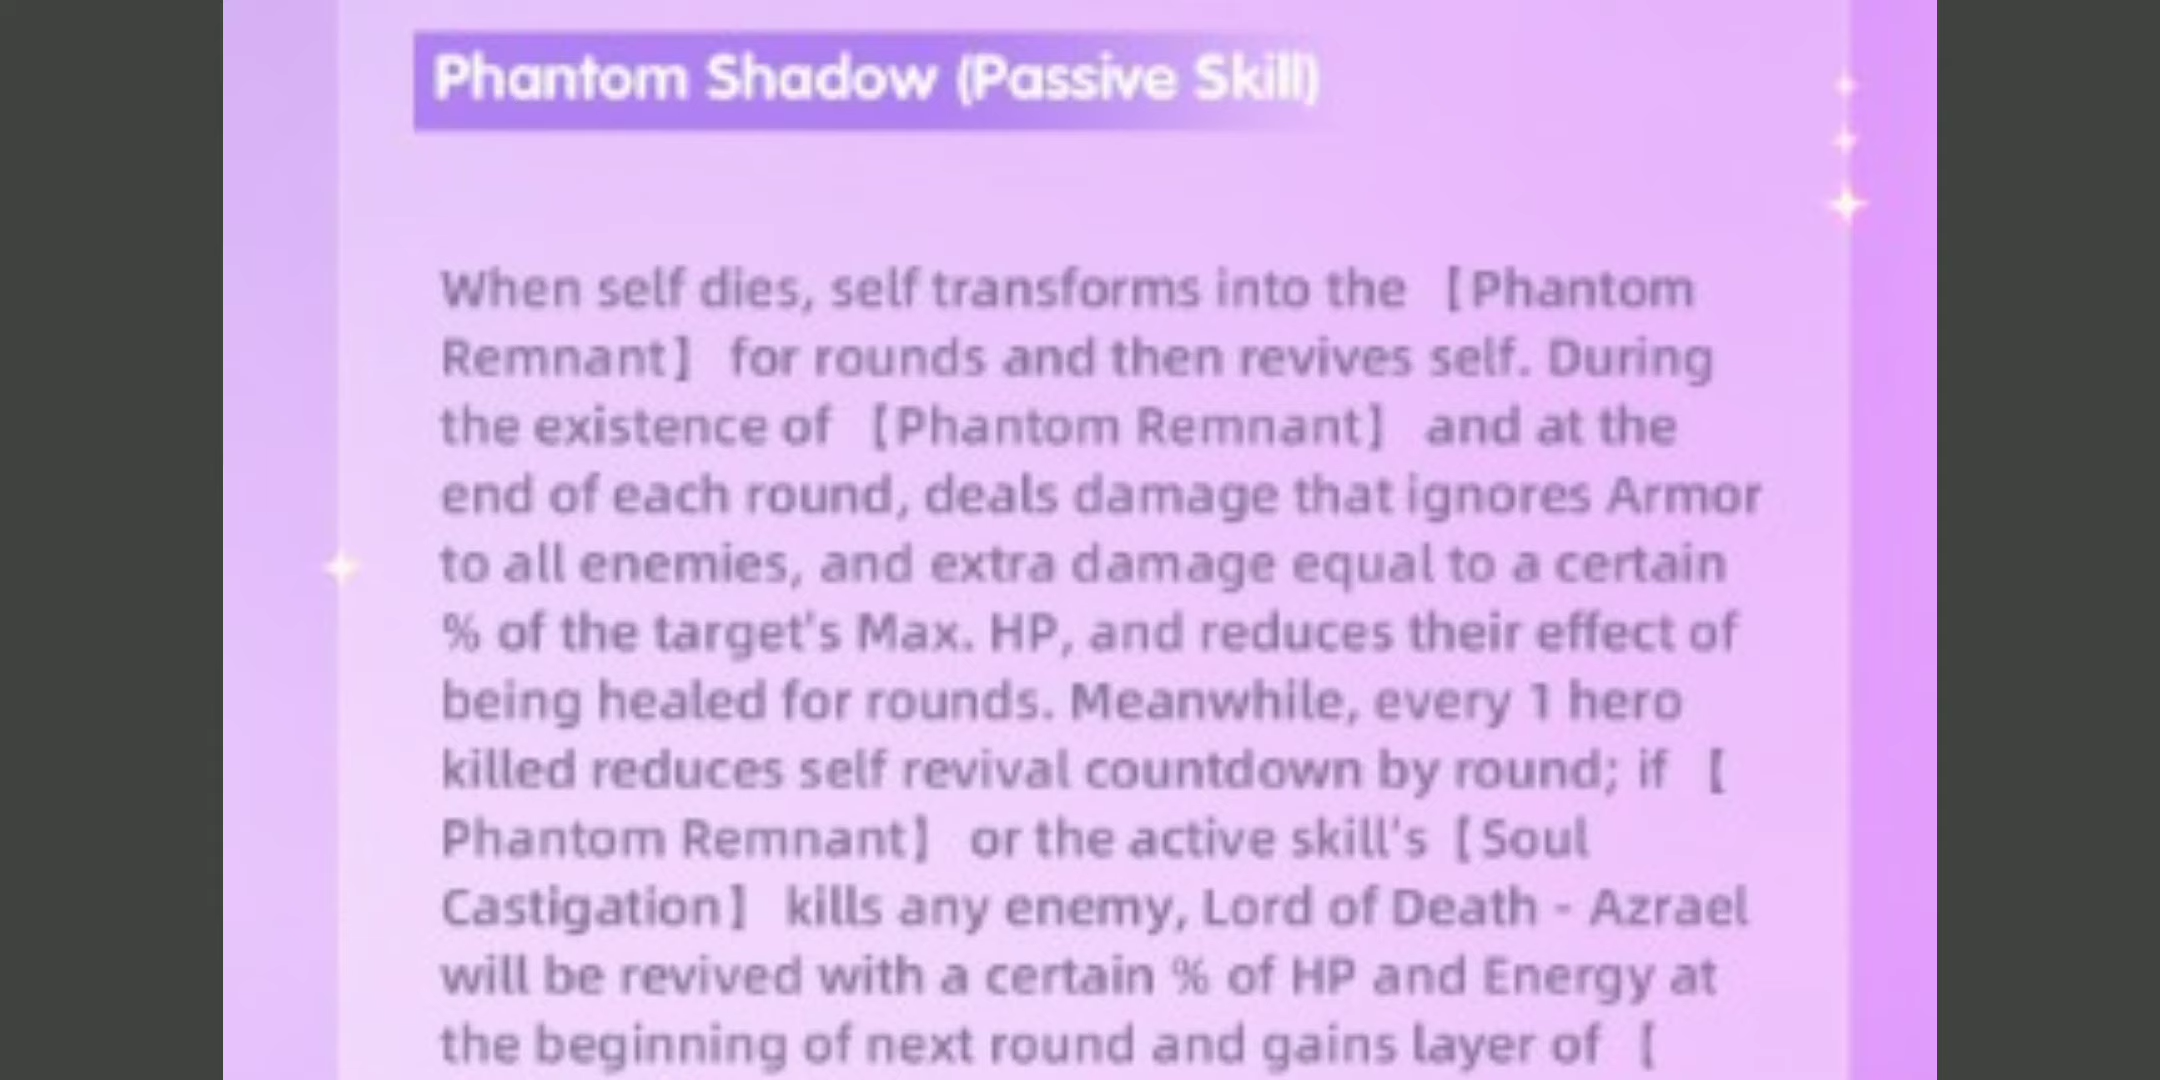 Phantom Shadow (Passive Skill)
When self dies, self transforms into the [Phantom
Remnant] for rounds and then revives self. During
the existence of [Phantom Remnant] and at the
end of each round, deals damage that ignores Armor
to all enemies, and extra damage equal to a certain
% of the target's Max. HP, and reduces their effect of
being healed for rounds. Meanwhile, every 1 hero
killed reduces self revival countdown by round; if [
Phantom Remnant] or the active skill's [Soul
Castigation] kills any enemy, Lord of Death - Azrael
will be revived with a certain % of HP and Energy at
the beginning of next round and gains layer of [